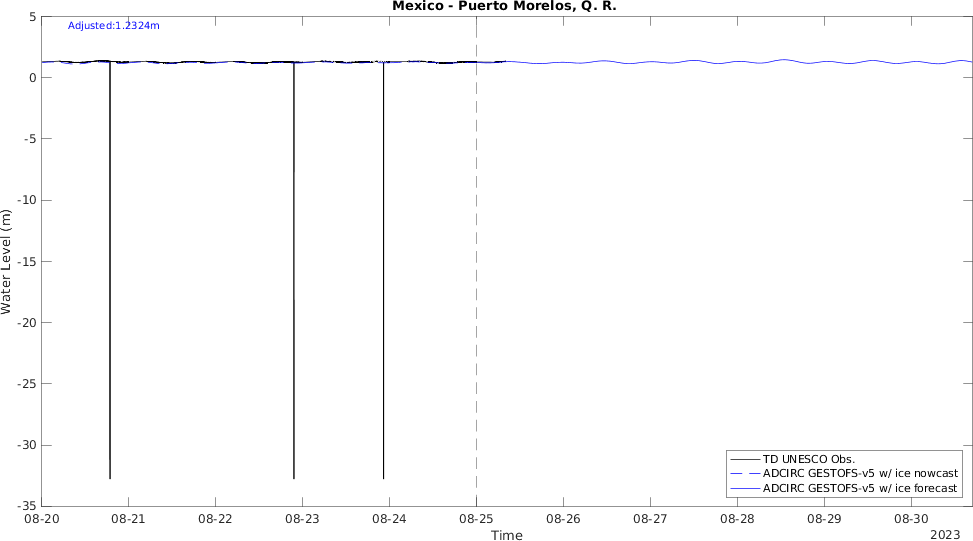 Mexico - Puerto Morelos, Q. R.
Adjusted:1.2324m
5
0
-5
-10
-15
-20
-25
-30
-35
Water Level (m)
TD UNESCO Obs.
ADCIRC GESTOFS-v5 w/ ice nowcast
ADCIRC GESTOFS-v5 w/ ice forecast
08-20 08-21 08-22 08-23 08-24 08-25 08-26 08-27 08-28 08-29 08-30
Time
2023